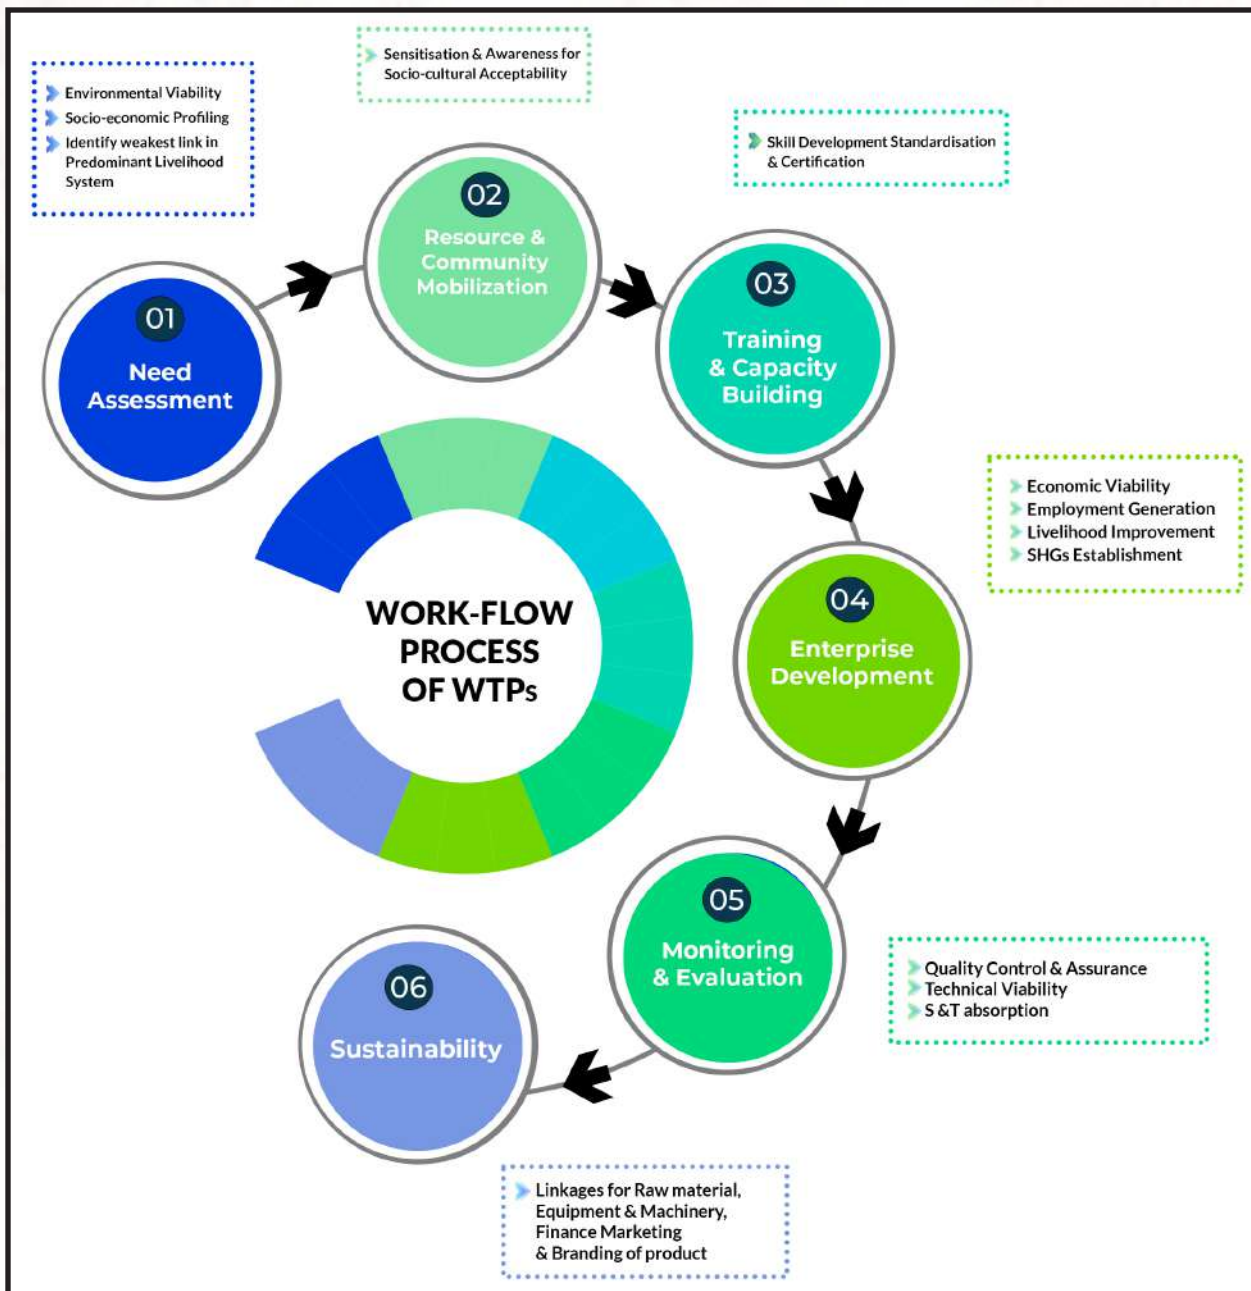 Environmental Viability
Socio-economic Profiling
Identify weakest link in
Predominant Livelihood
System
01
Need
Assessment
Sensitisation & Awareness for
Socio-cultural Acceptability
02
Resource &
Community
Mobilization
Skill Development Standardisation
& Certification
03
Training
& Capacity
Building
Economic Viability
Employment Generation
Livelihood Improvement
SHGs Establishment
04
Enterprise
Development
WORK-FLOW
PROCESS
OF WTPs
05
Monitoring
& Evaluation
Quality Control & Assurance
Technical Viability
S &T absorption
06
Sustainability
Linkages for Raw material,
Equipment & Machinery,
Finance Marketing
& Branding of product